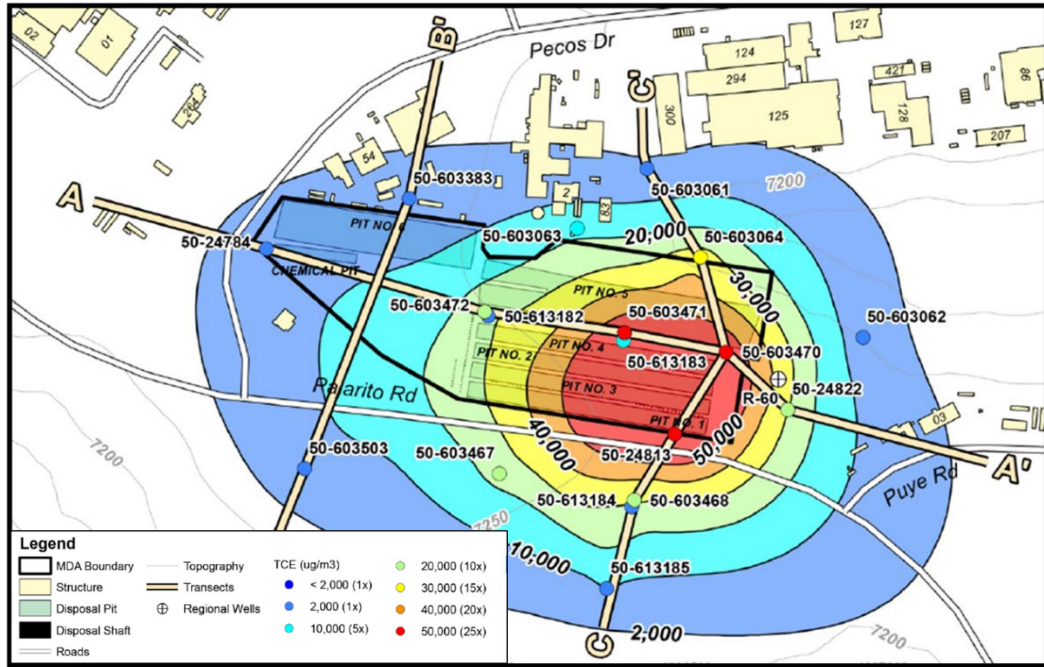 02
01
264
54
B'
Pecos Dr
C'
300
124
294
125
127
421
128
86
207
A
50-603383
50-603061
7200
2
83
PIT NO. 6
50-24784
50-603063
20,000
50-603064
CHEMICAL PIT
30,000
PIT NO. 5
50-603472
50-613182
50-603471
50-603062
PIT NO. 4
PIT NO. 2
50-613183
50-603470
PIT NO. 3
Pajarito Rd
R-60
50-24822
PIT NO. 1
03
40,000
50,000
A'
7200
50-603503
50-603467
50-24813
Puye Rd
50-613184
50-603468
7250
10,000
50-613185
C
2,000
7200
Legend
MDA Boundary
Structure
Disposal Pit
Disposal Shaft
Roads
Topography
Transects
Regional Wells
TCE (ug/m3)
< 2,000 (1x)
2,000 (1x)
10,000 (5x)
20,000 (10x)
30,000 (15x)
40,000 (20x)
50,000 (25x)